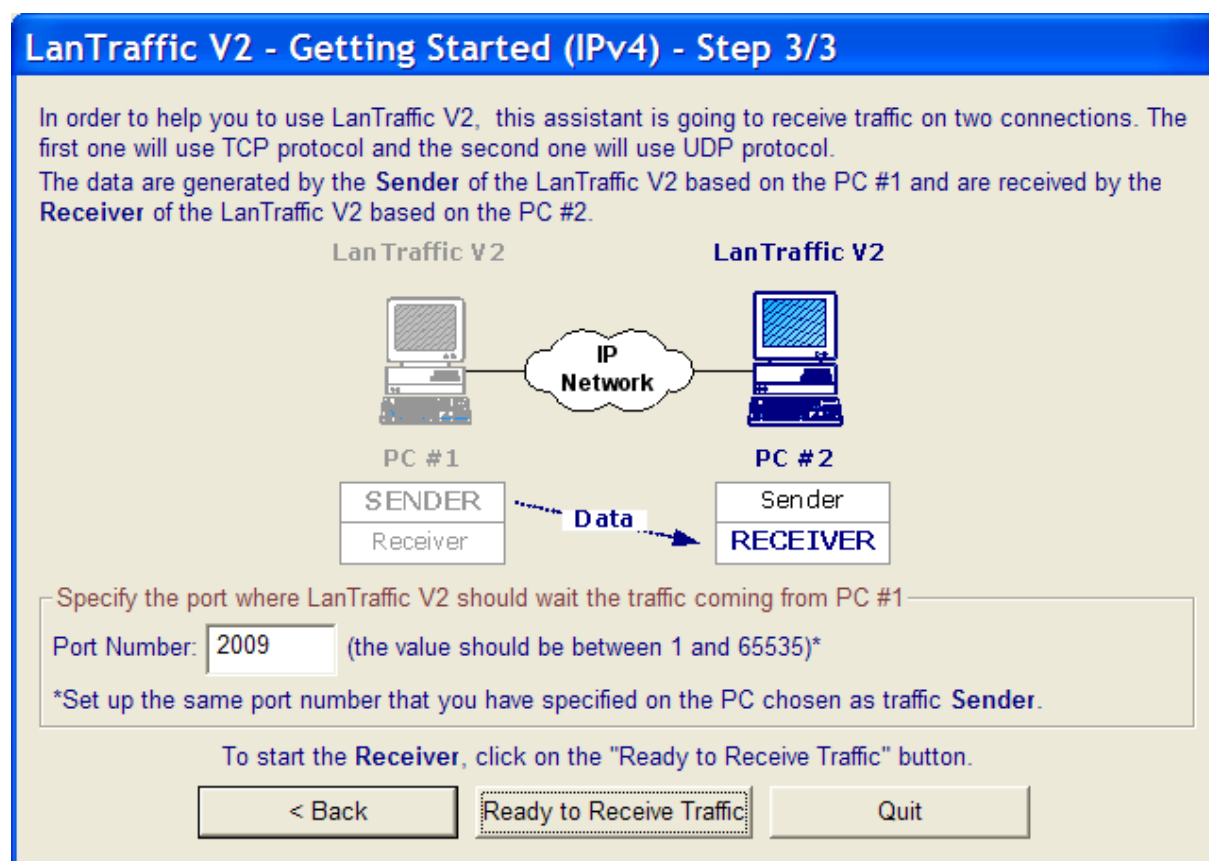 LanTraffic V2 - Getting Started (IPv4) - Step 3/3
In order to help you to use LanTraffic V2, this assistant is going to receive traffic on two connections. The
first one will use TCP protocol and the second one will use UDP protocol.
The data are generated by the Sender of the LanTraffic V2 based on the PC #1 and are received by the
Receiver of the LanTraffic V2 based on the PC #2.
LanTraffic V2
LanTraffic V2
IP
Network
PC #1
PC #2
SENDER
Receiver
Data
Sender
RECEIVER
Specify the port where LanTraffic V2 should wait the traffic coming from PC #1
Port Number: 2009 (the value should be between 1 and 65535)*
*Set up the same port number that you have specified on the PC chosen as traffic Sender.
To start the Receiver, click on the "Ready to Receive Traffic" button.
< Back
Ready to Receive Traffic
Quit